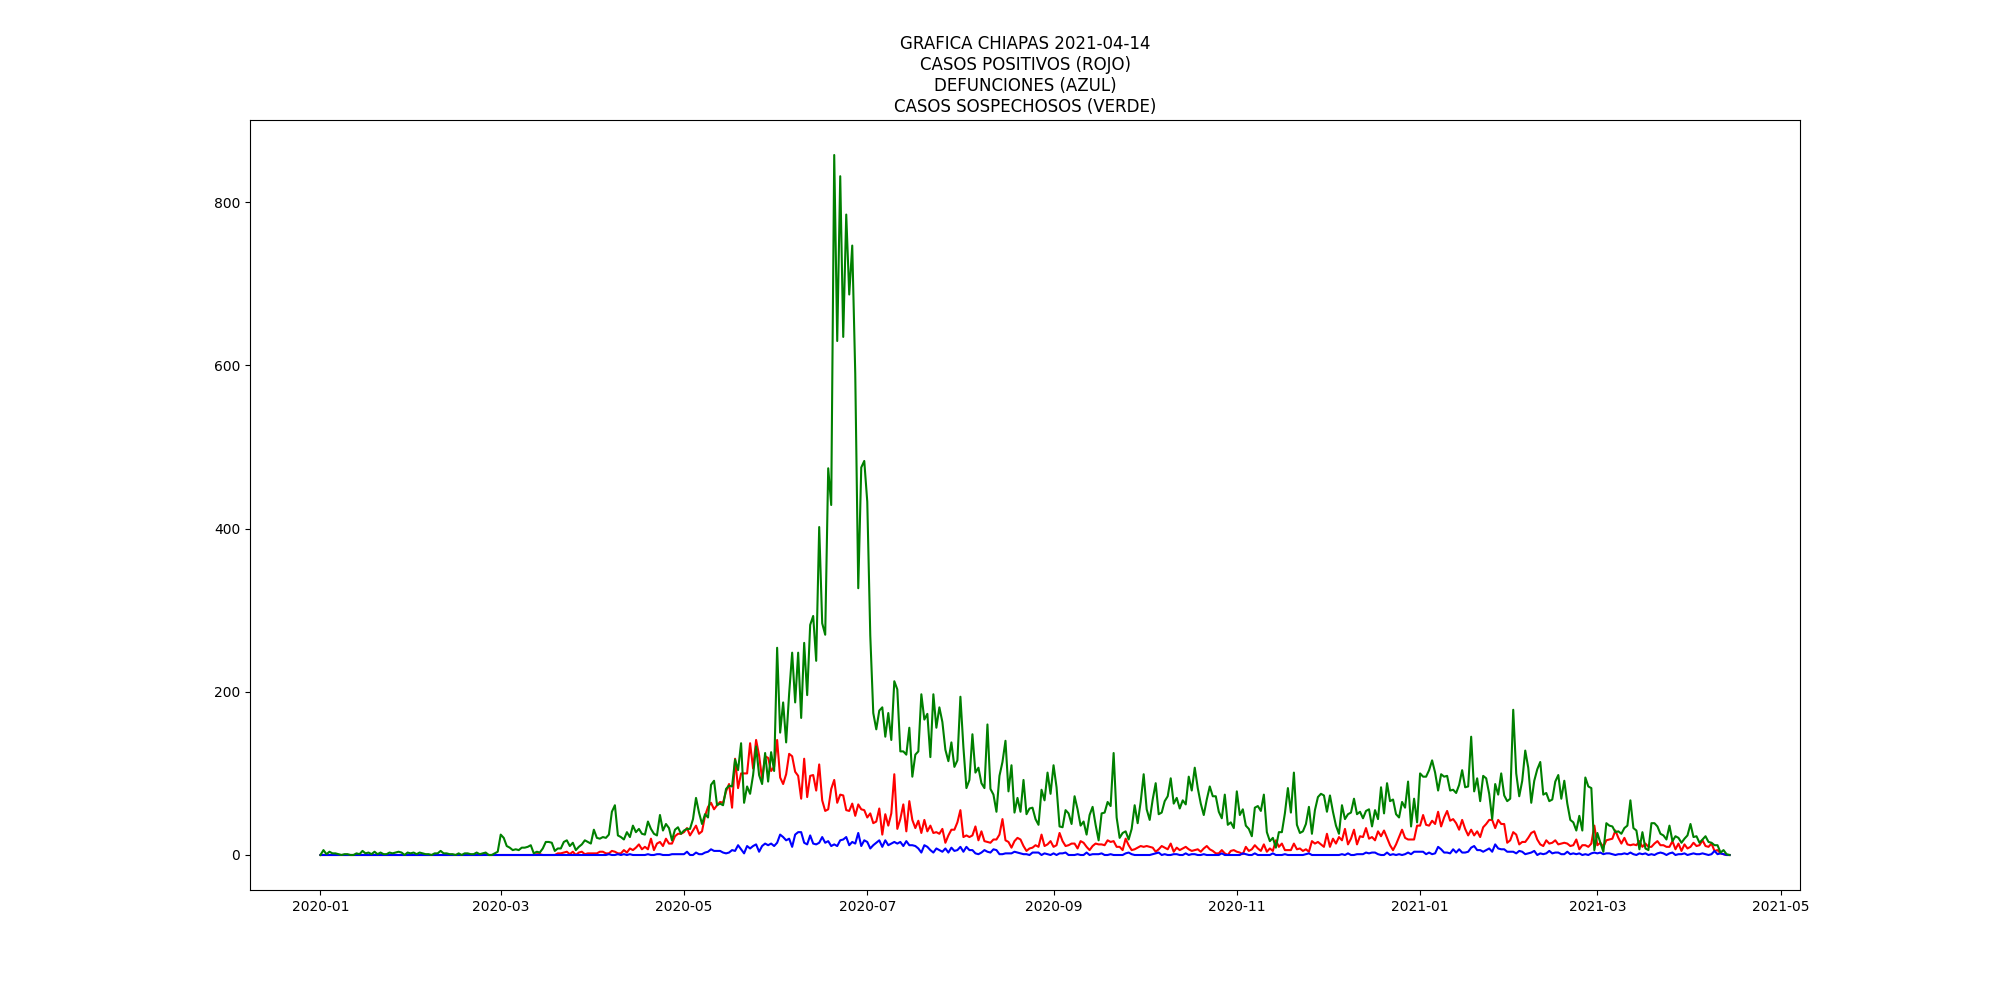 GRAFICA CHIAPAS 2021-04-14
CASOS POSITIVOS (ROJO)
DEFUNCIONES (AZUL)
CASOS SOSPECHOSOS (VERDE)
800
600
400
200
0
2020-01 2020-03 2020-05 2020-07 2020-09 2020-11 2021-01 2021-03 2021-05